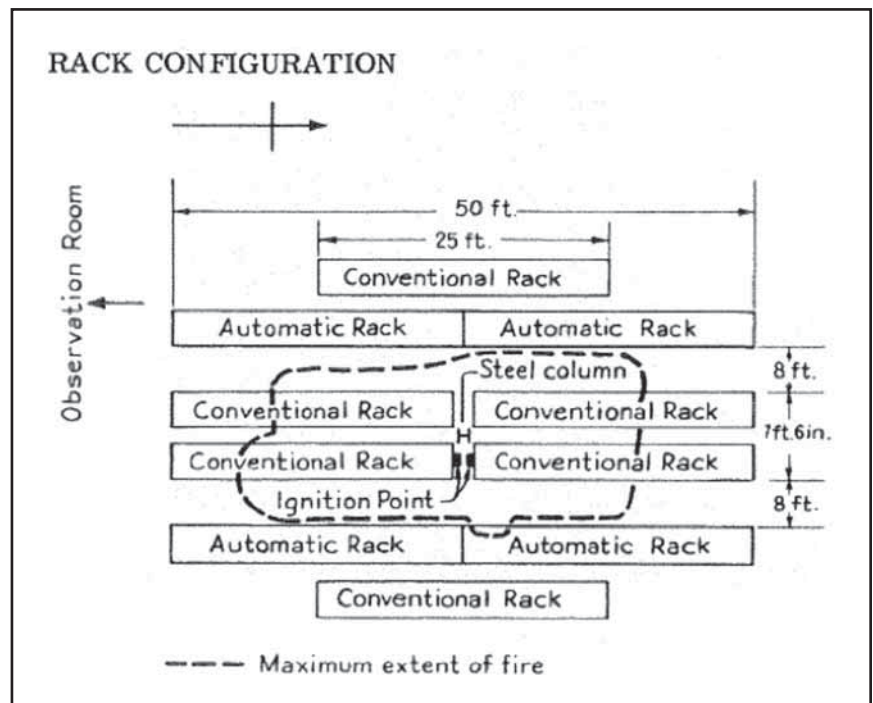 RACK CONFIGURATION
Observation Room
50 ft.
25 ft.
Conventional Rack
Automatic Rack Automatic Rack
Steel column
8 ft.
Conventional Rack Conventional Rack
H
7ft.6in.
Conventional Rack Conventional Rack
Ignition Point
8 ft.
Automatic Rack Automatic Rack
Conventional Rack
Maximum extent of fire